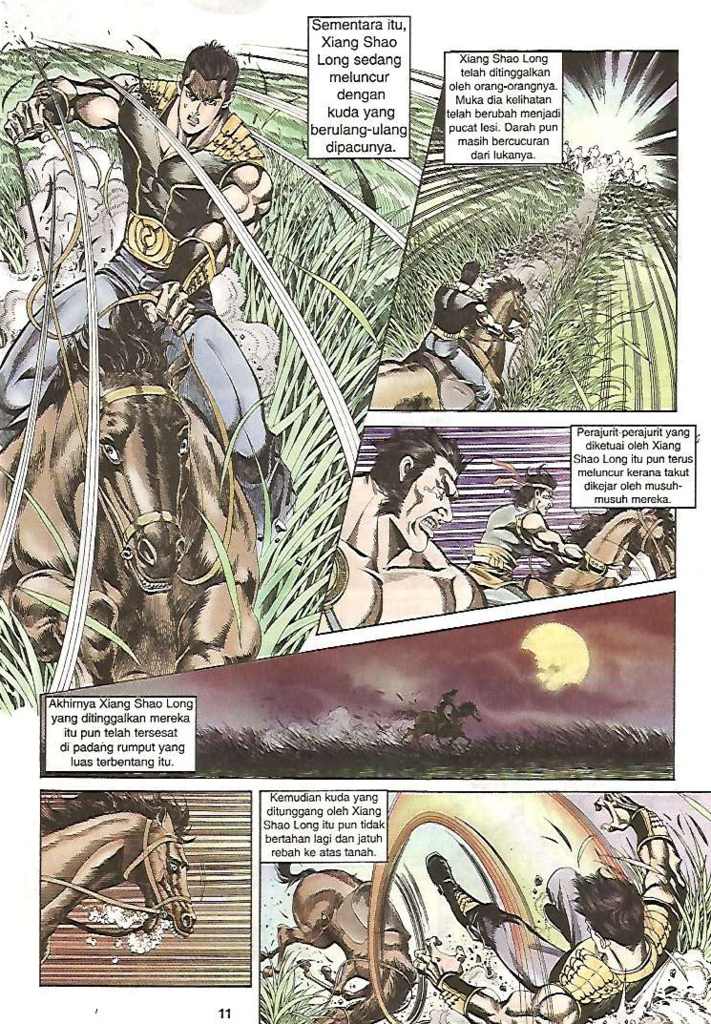 Sementara itu,
Xiang Shao
Long sedang
meluncur
dengan
kuda yang
berulang-ulang
dipacunya.
Xiang Shao Long
telah ditinggalkan
oleh orang-orangnya.
Muka dia kelihatan
telah berubah menjadi
pucat lesi. Darah pun
masih bercucuran
dari lukanya.
Perajurit-perajurit yang
diketuai oleh Xiang
Shao Long itu pun terus
meluncur kerana takut
dikejar oleh musuh-
musuh mereka.
Akhirnya Xiang Shao Long
yang ditinggalkan mereka
itu pun telah tersesat
di padang rumput yang
luas terbentang itu.
Kemudian kuda yang
ditunggang oleh Xiang
Shao Long itu pun tidak
bertahan lagi dan jatuh
rebah ke atas tanah.
11